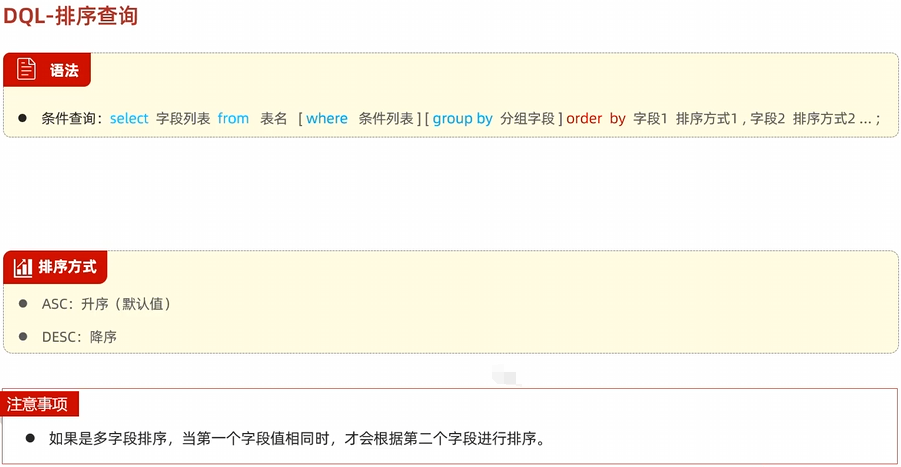 DQL-排序查询
语法
条件查询：select 字段列表 from 表名 [ where 条件列表 ] [ group by 分组字段 ] order by 字段1 排序方式1 , 字段2 排序方式2 ... ;
排序方式
ASC：升序（默认值）
DESC：降序
注意事项
如果是多字段排序，当第一个字段值相同时，才会根据第二个字段进行排序。